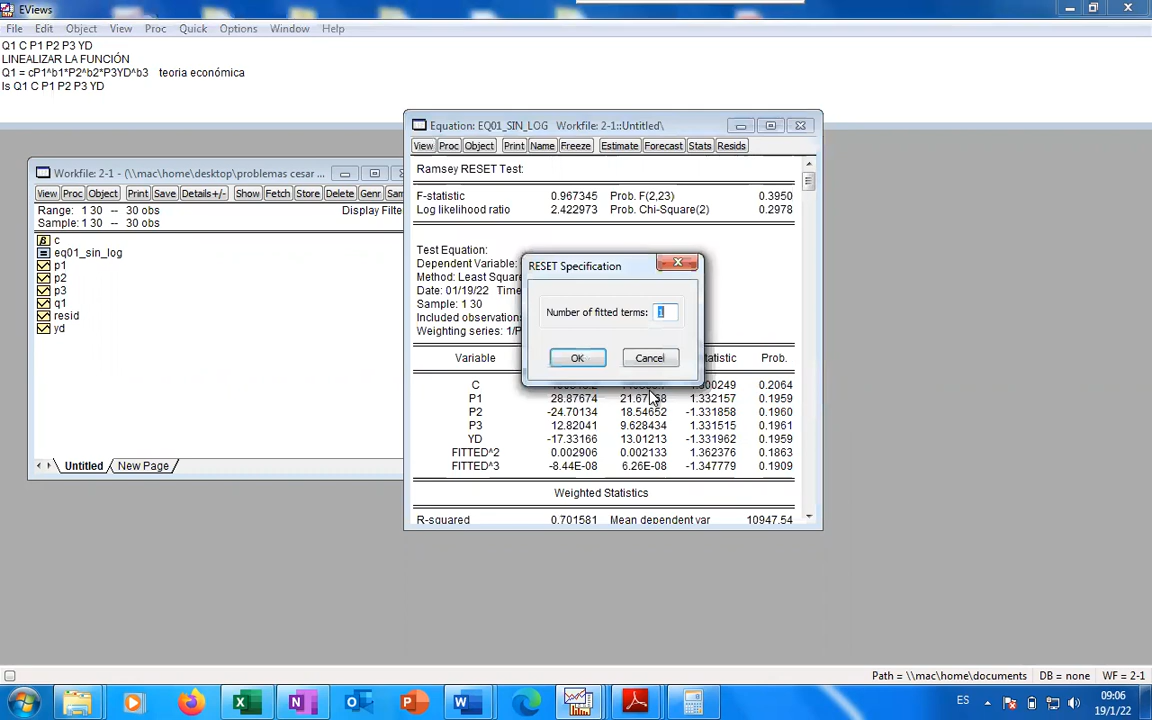 EViews
File Edit Object View Proc Quick Options Window Help
Q1 C P1 P2 P3 YD
LINEALIZAR LA FUNCIÓN
Q1 = cP1^b1*P2^b2*P3YD^b3 teoria económica
ls Q1 C P1 P2 P3 YD
Workfile: 2-1 - (\\mac\home\desktop\problemas cesar ...
View Proc Object Print Save Details+/- Show Fetch Store Delete Genr Sam
Range: 1 30 -- 30 obs Display Filte
Sample: 1 30 -- 30 obs
c
eq01_sin_log
p1
p2
p3
q1
resid
yd
Untitled New Page
Equation: EQ01_SIN_LOG Workfile: 2-1::Untitled\
View Proc Object Print Name Freeze Estimate Forecast Stats Resids
Ramsey RESET Test:
F-statistic 0.967345 Prob. F(2,23) 0.3950
Log likelihood ratio 2.422973 Prob. Chi-Square(2) 0.2978
Test Equation:
Dependent Variable:
Method: Least Square
Date: 01/19/22 Time
Sample: 1 30
Included observations
Weighting series: 1/P
Variable tatistic Prob.
C 0.2064
P1 28.87674 1.332157 0.1959
P2 -24.70134 18.54652 -1.331858 0.1960
P3 12.82041 9.628434 1.331515 0.1961
YD -17.33166 13.01213 -1.331962 0.1959
FITTED^2 0.002906 0.002133 1.362376 0.1863
FITTED^3 -8.44E-08 6.26E-08 -1.347779 0.1909
Weighted Statistics
R-squared 0.701581 Mean dependent var 10947.54
RESET Specification
Number of fitted terms: 1
OK Cancel
Path = \\mac\home\documents DB = none WF = 2-1
ES 09:06
19/1/22